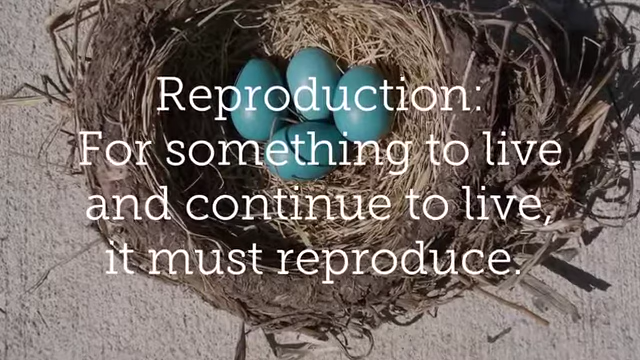 Reproduction:
For something to live
and continue to live,
it must reproduce.